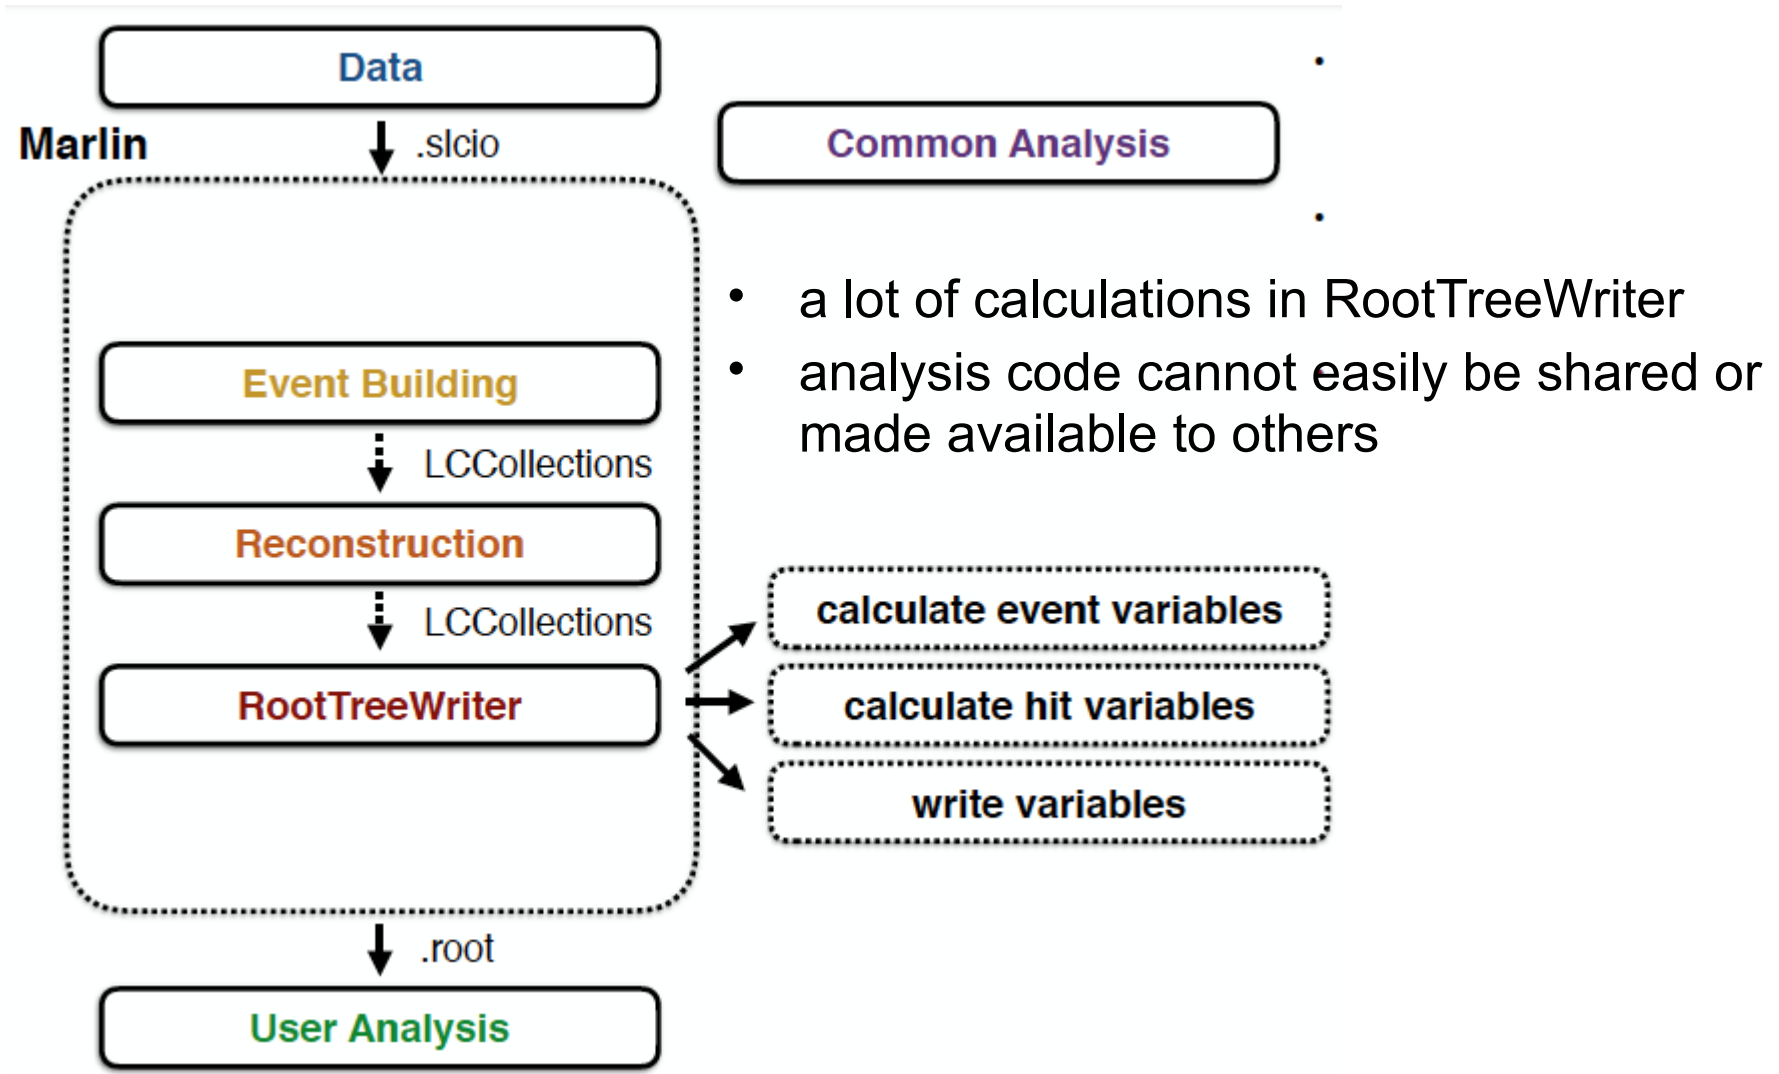 Data
Marlin
.slcio
Common Analysis
• a lot of calculations in RootTreeWriter
• analysis code cannot easily be shared or
made available to others
Event Building
LCCollections
Reconstruction
LCCollections
RootTreeWriter
calculate event variables
calculate hit variables
write variables
.root
User Analysis